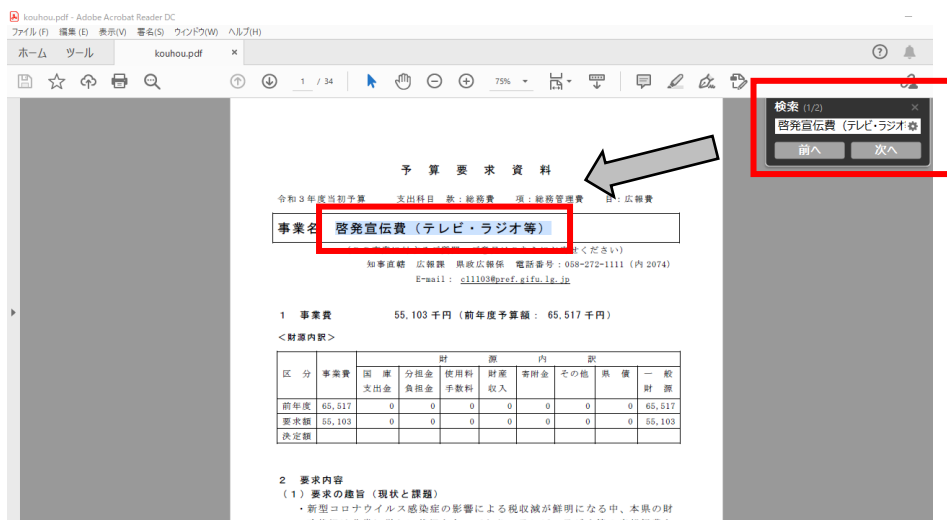 kouhou.pdf - Adobe Acrobat Reader DC
ファイル(F) 編集(E) 表示(V) 署名(S) ウインドウ(W) ヘルプ(H)
ホーム ツール kouhou.pdf ×
1 / 34 75%
検索 (1/2) ×
啓発宣伝費（テレビ・ラジオ
前へ 次へ
予算要求資料
令和３年度当初予算 支出科目 款：総務費 項：総務管理費 目：広報費
事業名 啓発宣伝費（テレビ・ラジオ等）
ください）
知事直轄 広報課 県政広報係 電話番号：058-272-1111（内 2074）
E-mail： c11103@pref.gifu.lg.jp
１ 事業費 55,103 千円（前年度予算額： 65,517 千円）
＜財源内訳＞
財源内訳
区分 事業費 国庫支出金 分担金負担金 使用料手数料 財産収入 寄附金 その他 県債 一般財源
前年度 65,517 0 0 0 0 0 0 0 65,517
要求額 55,103 0 0 0 0 0 0 0 55,103
決定額
２ 要求内容
（１）要求の趣旨（現状と課題）
・新型コロナウイルス感染症の影響による税収減が鮮明になる中、本県の財